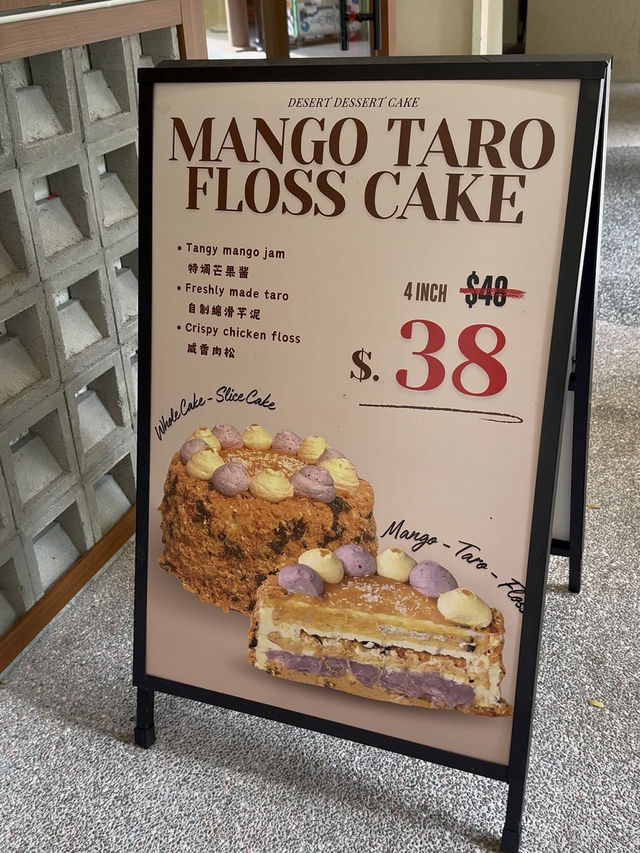 DESERT DESSERT CAKE
MANGO TARO
FLOSS CAKE
• Tangy mango jam
特调芒果酱
• Freshly made taro
自制绵滑芋泥
• Crispy chicken floss
咸香肉松
4 INCH $48
$. 38
Whole Cake - Slice Cake
Mango - Taro - Floss